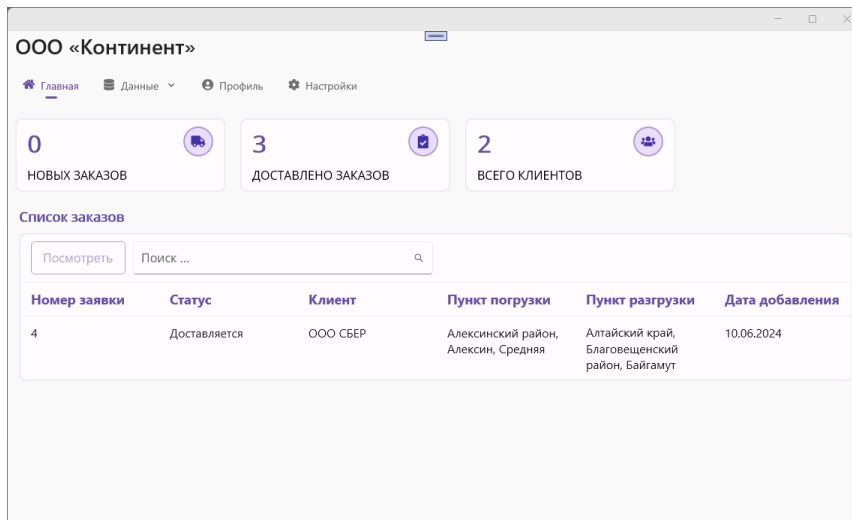 ООО «Континент»
Главная Данные Профиль Настройки
0 3 2
НОВЫХ ЗАКАЗОВ ДОСТАВЛЕНО ЗАКАЗОВ ВСЕГО КЛИЕНТОВ
Список заказов
Посмотреть Поиск ...
Номер заявки Статус Клиент Пункт погрузки Пункт разгрузки Дата добавления
4 Доставляется ООО СБЕР Алексинский район, Алтайский край, 10.06.2024
Алексин, Средняя Благовещенский
район, Байгамут